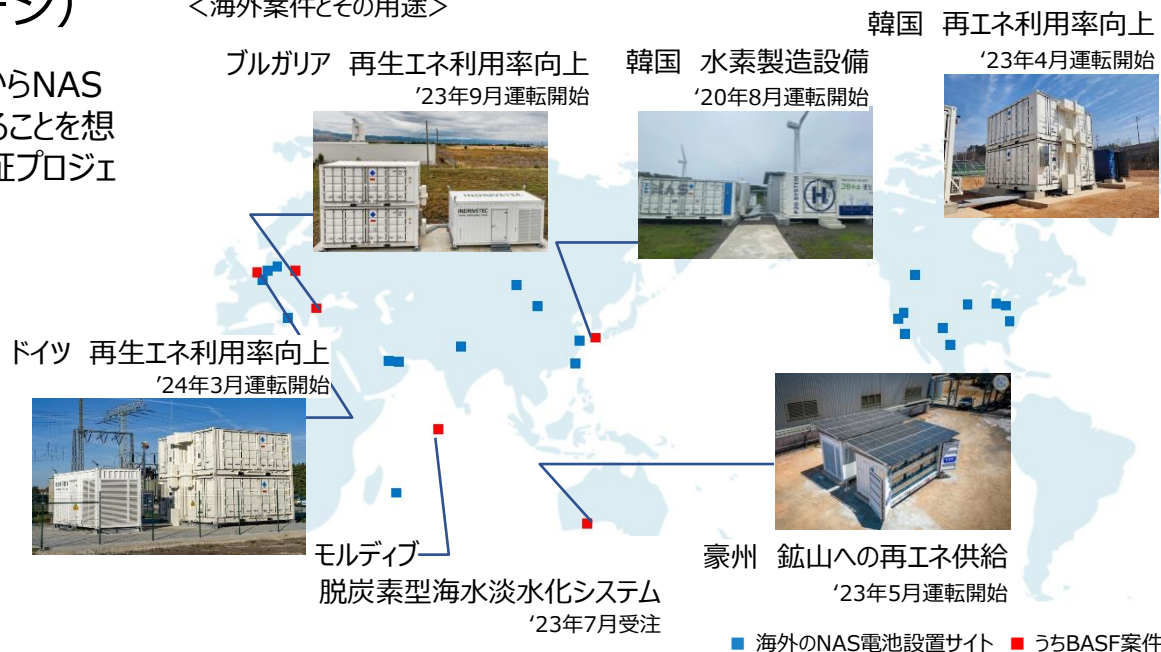 ージ)
<海外案件とその用途>
からNAS
ることを想
証プロジェ
ブルガリア 再生エネ利用率向上
’23年9月運転開始
韓国 水素製造設備
‘20年8月運転開始
韓国 再エネ利用率向上
‘23年4月運転開始
INDRIVETEC
INDRIVETEC
NAS
P2G SYSTEM
H
ドイツ 再生エネ利用率向上
’24年3月運転開始
モルディブ
脱炭素型海水淡水化システム
‘23年7月受注
豪州 鉱山への再エネ供給
‘23年5月運転開始
■ 海外のNAS電池設置サイト ■ うちBASF案件